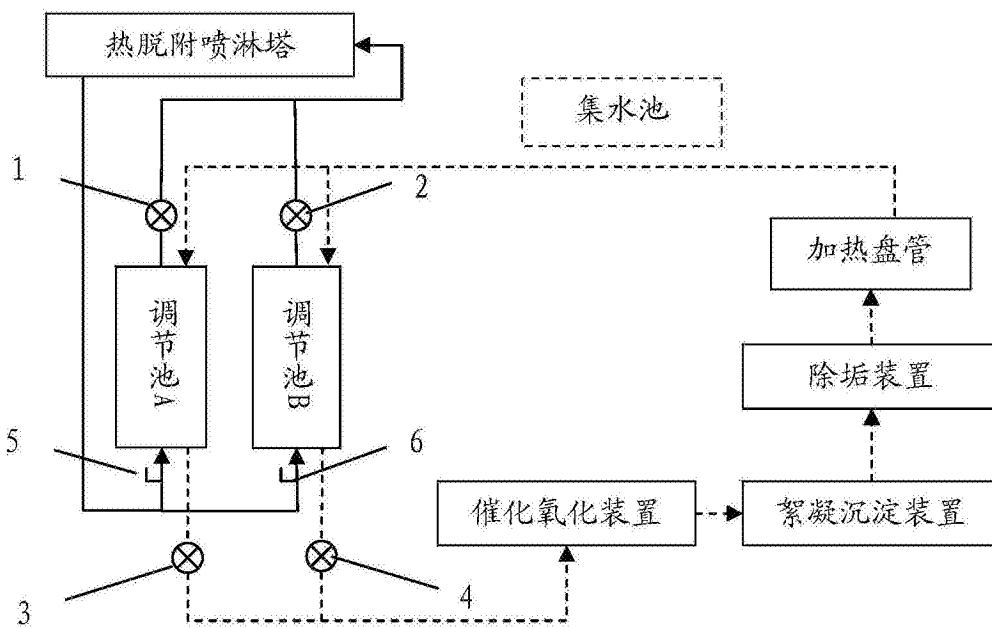 热脱附喷淋塔
集水池
1
2
加热盘管
调节池A
调节池B
除垢装置
5
6
催化氧化装置
絮凝沉淀装置
3
4